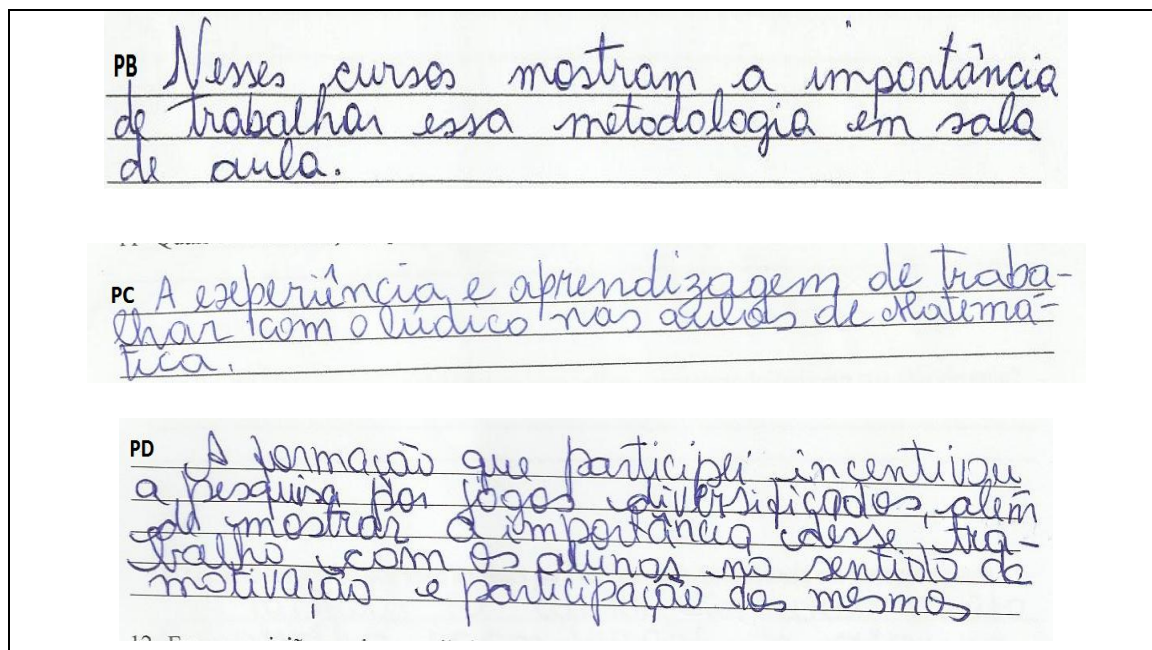 PB Nesses cursos mostram a importância
de trabalhar essa metodologia em sala
de aula.
PC A experiência e aprendizagem de traba-
lhar com o lúdico nas aulas de Matemá-
tica.
PD A formação que participei incentivou
a pesquisa por jogos diversificados, além
de mostrar a importância desse tra-
balho com os alunos no sentido da
motivação e participação dos mesmos